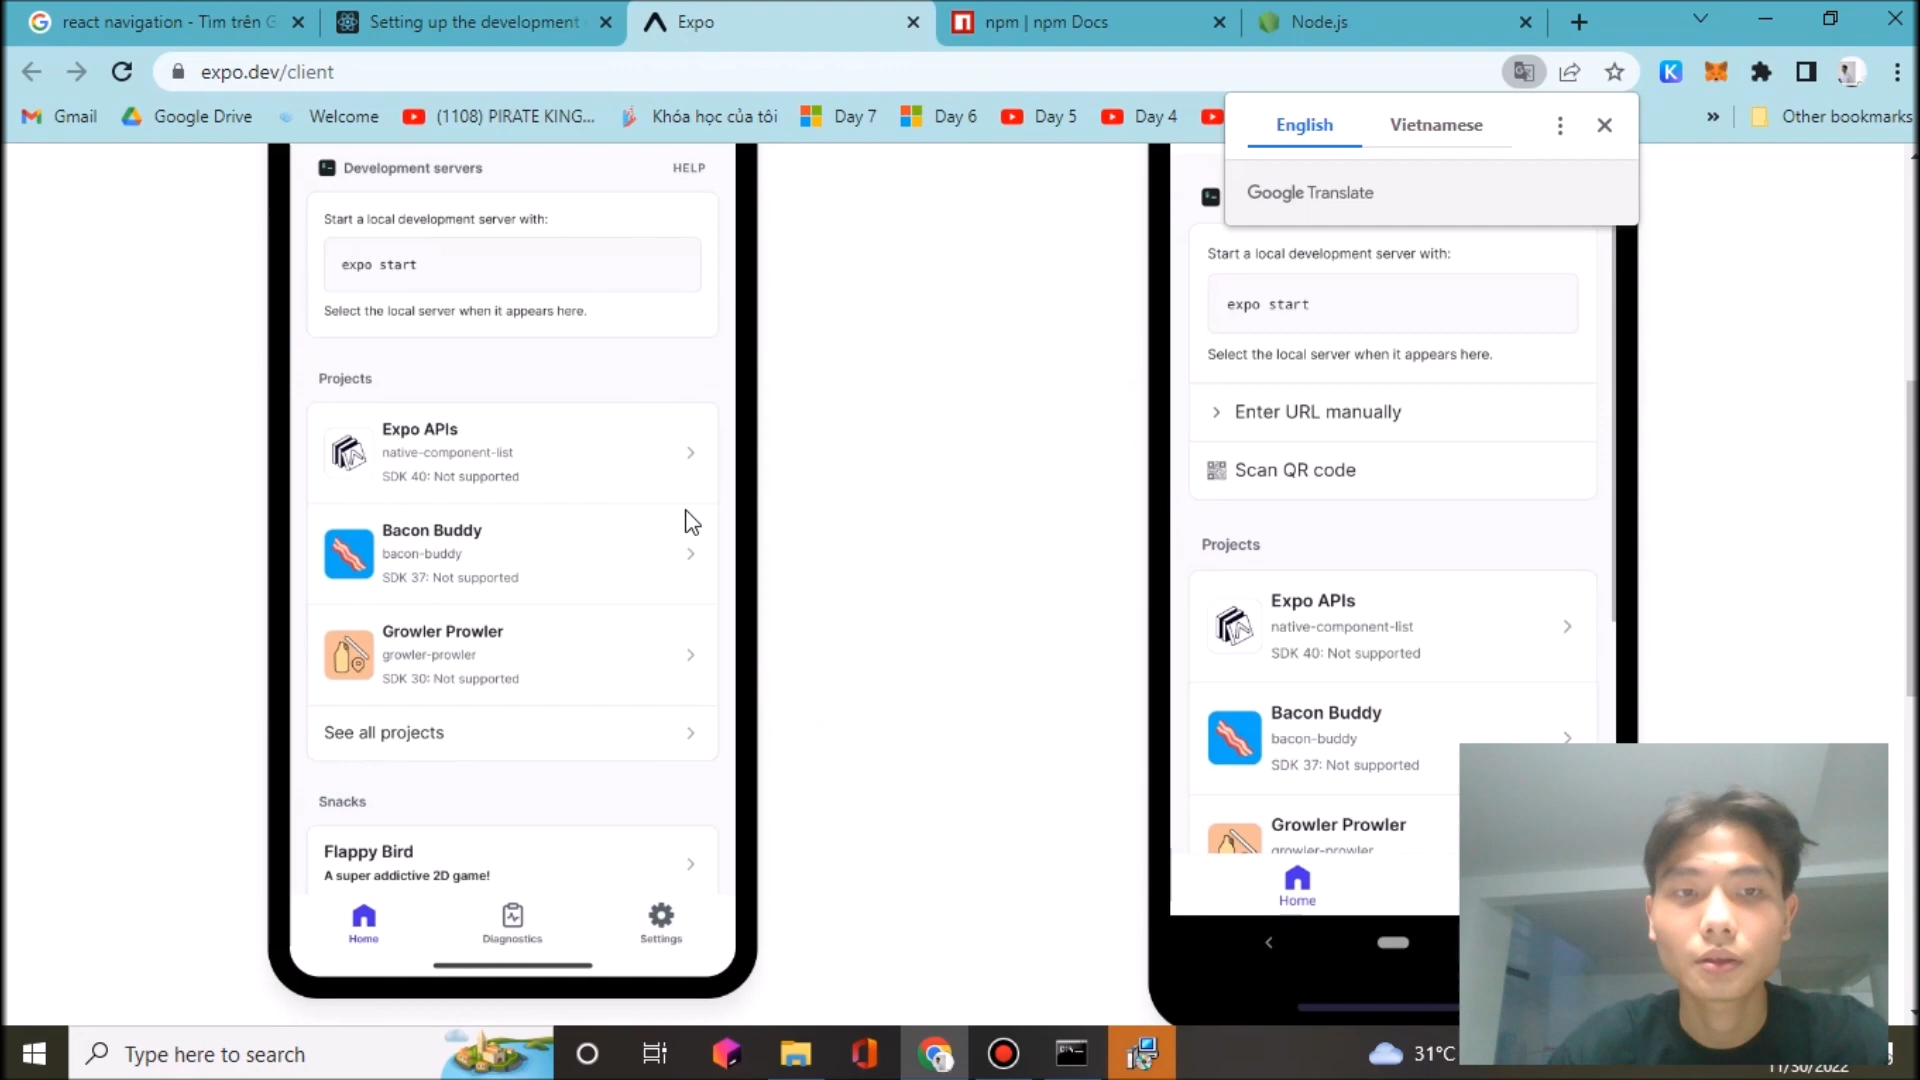 react navigation - Tìm trên G
Setting up the development
Expo
npm | npm Docs
Node.js
expo.dev/client
Gmail
Google Drive
Welcome
(1108) PIRATE KING...
Khóa học của tôi
Day 7
Day 6
Day 5
Day 4
»
Other bookmarks
English
Vietnamese
Google Translate
Development servers
HELP
Start a local development server with:
expo start
Select the local server when it appears here.
Projects
Expo APIs
native-component-list
SDK 40: Not supported
Bacon Buddy
bacon-buddy
SDK 37: Not supported
Growler Prowler
growler-prowler
SDK 30: Not supported
See all projects
Snacks
Flappy Bird
A super addictive 2D game!
Home
Diagnostics
Settings
Start a local development server with:
expo start
Select the local server when it appears here.
Enter URL manually
Scan QR code
Projects
Expo APIs
native-component-list
SDK 40: Not supported
Bacon Buddy
bacon-buddy
SDK 37: Not supported
Growler Prowler
growler-prowler
Home
Type here to search
31°C
11/30/2022